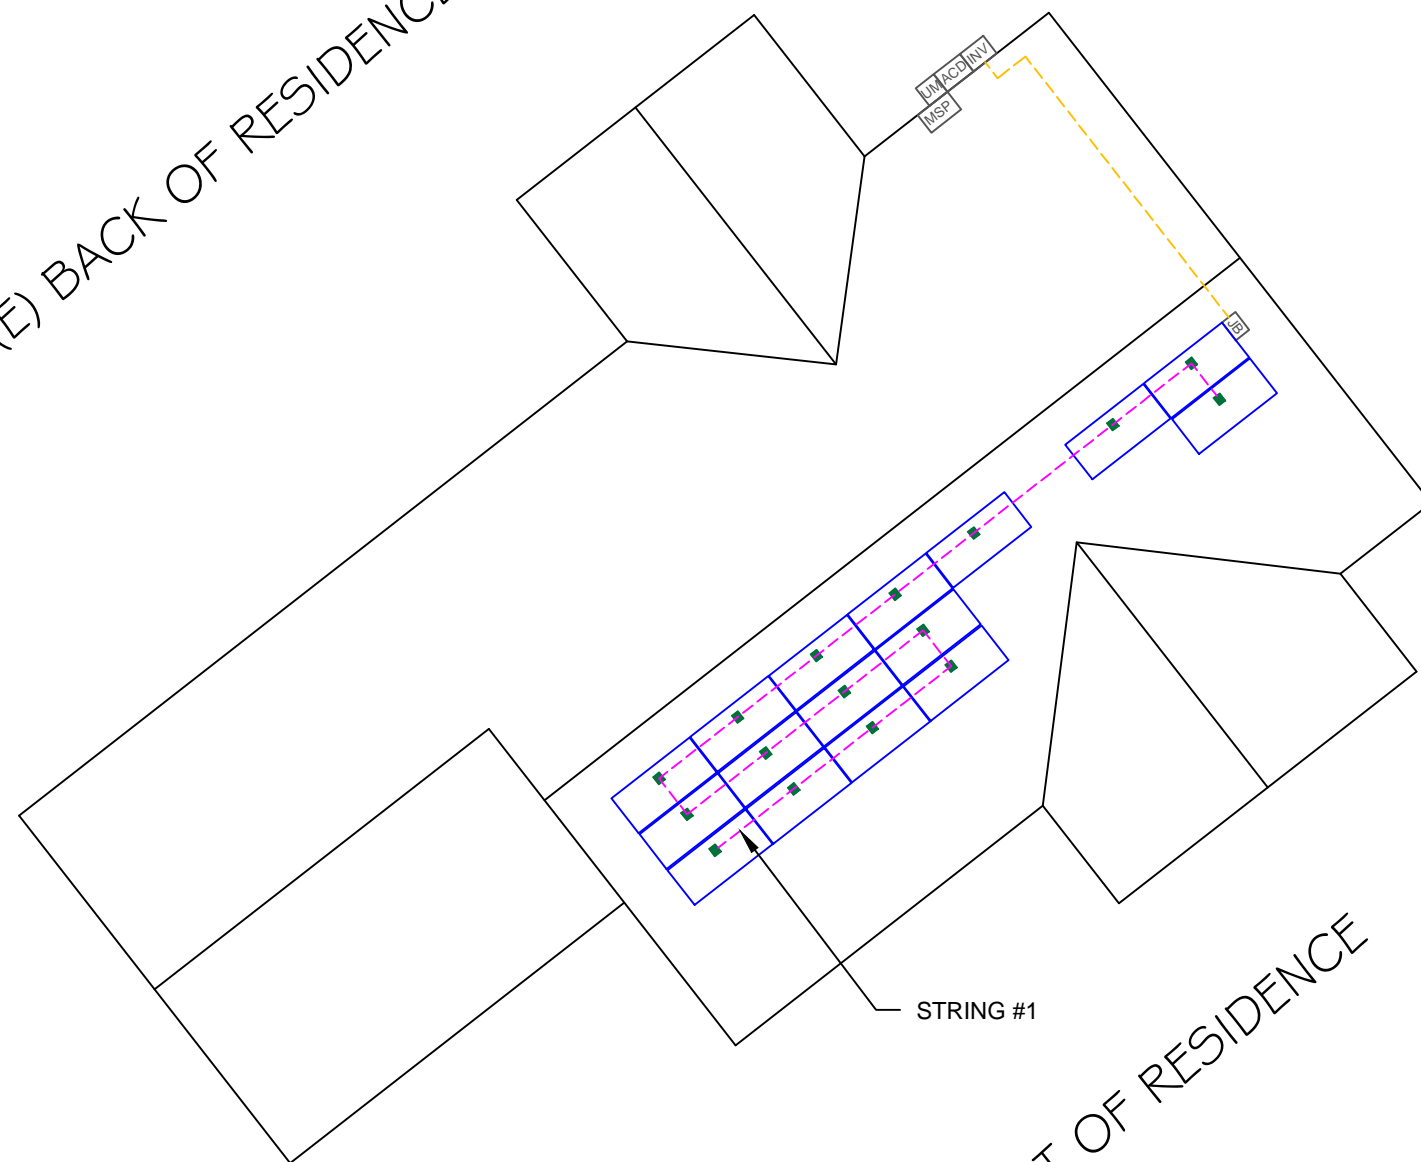 (E) BACK OF RESIDENCE
UM
ACD
INV
MSP
JB
STRING #1
T OF RESIDENCE